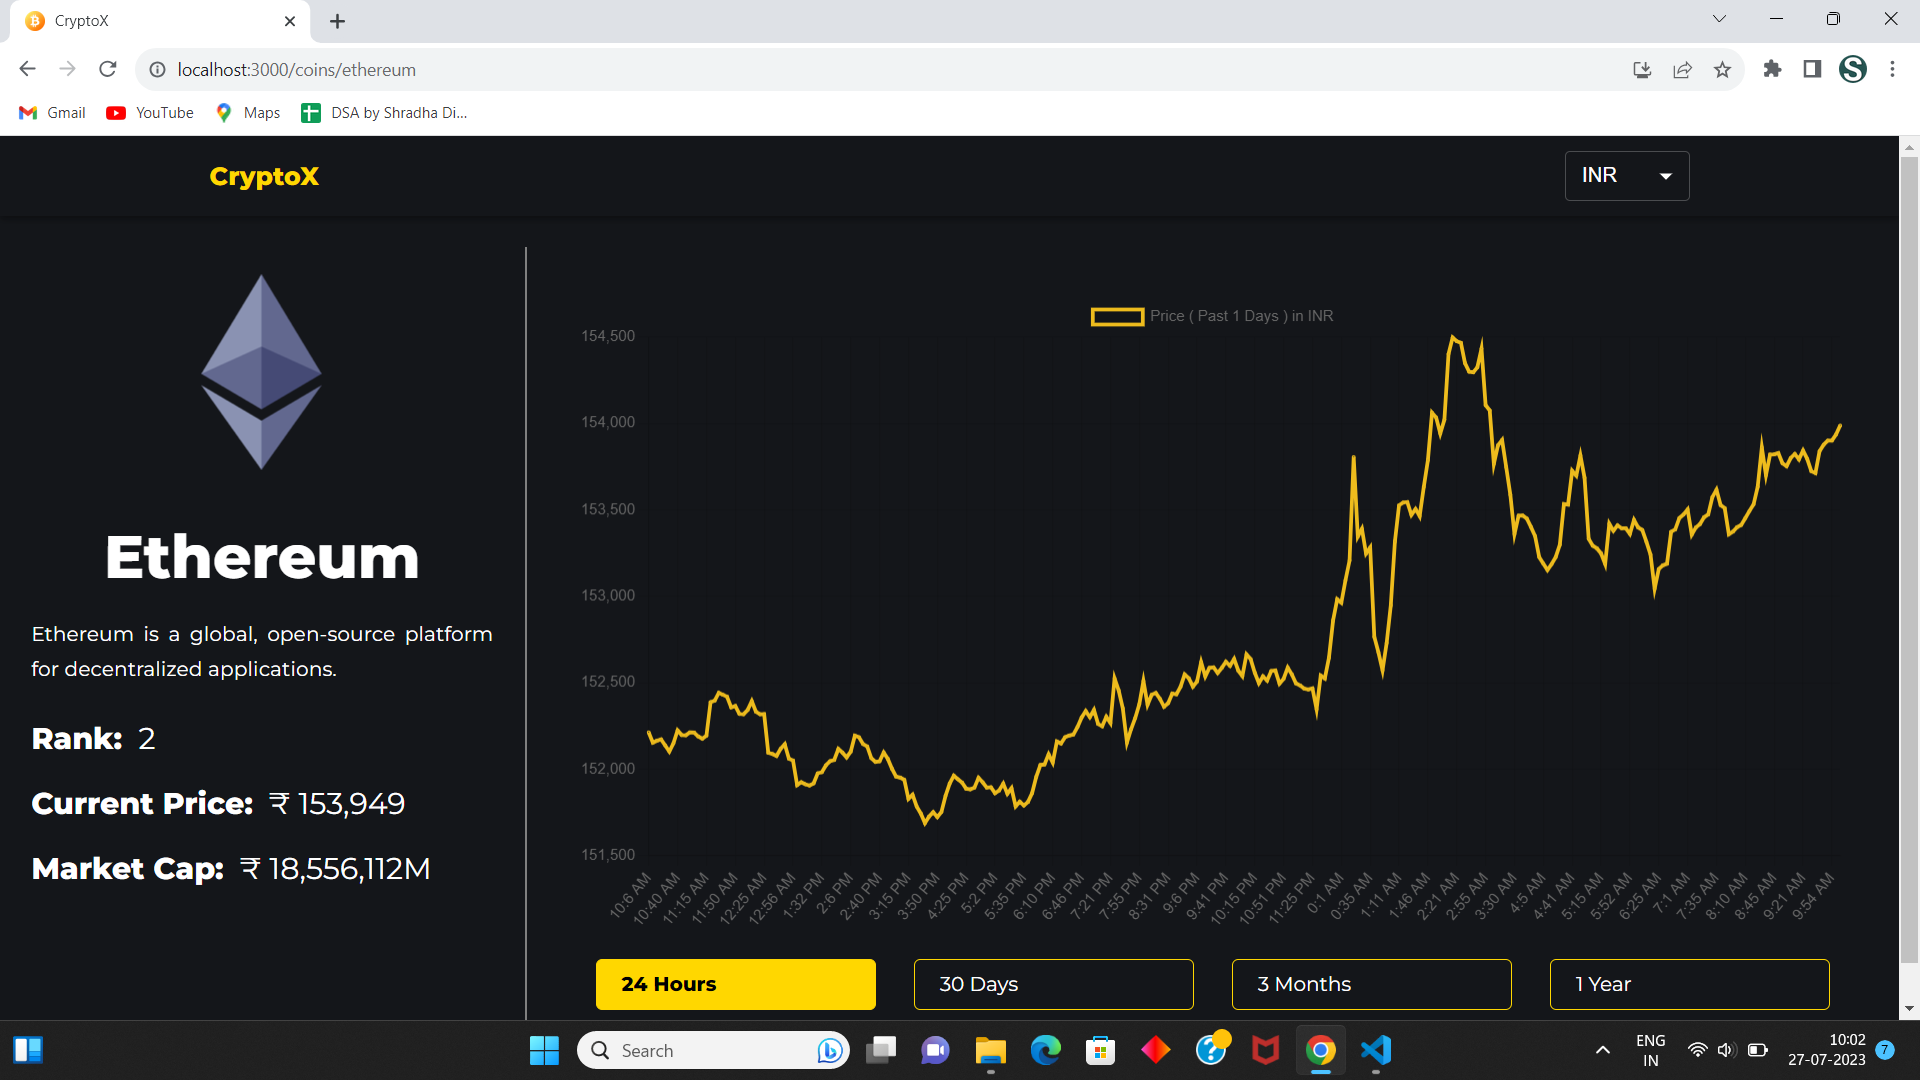 CryptoX
localhost:3000/coins/ethereum
Gmail
YouTube
Maps
DSA by Shradha Di...
CryptoX
INR
Ethereum
Ethereum is a global, open-source platform
for decentralized applications.
Rank: 2
Current Price: ₹ 153,949
Market Cap: ₹ 18,556,112M
Price ( Past 1 Days ) in INR
154,500
154,000
153,500
153,000
152,500
152,000
151,500
10:6 AM
10:40 AM
11:15 AM
11:50 AM
12:25 AM
12:56 AM
1:32 PM
2:6 PM
2:40 PM
3:15 PM
3:50 PM
4:25 PM
5:2 PM
5:35 PM
6:10 PM
6:46 PM
7:21 PM
7:55 PM
8:31 PM
9:6 PM
9:41 PM
10:15 PM
10:51 PM
11:25 PM
0:1 AM
0:35 AM
1:11 AM
1:46 AM
2:21 AM
2:55 AM
3:30 AM
4:5 AM
4:41 AM
5:15 AM
5:52 AM
6:25 AM
7:1 AM
7:35 AM
8:10 AM
8:45 AM
9:21 AM
9:54 AM
24 Hours
30 Days
3 Months
1 Year
Search
ENG
IN
10:02
27-07-2023
7